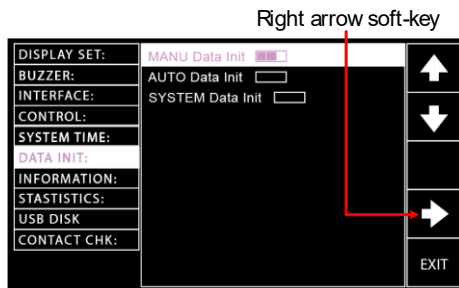 Right arrow soft-key
DISPLAY SET:
BUZZER:
INTERFACE:
CONTROL:
SYSTEM TIME:
DATA INIT:
INFORMATION:
STASTISTICS:
USB DISK
CONTACT CHK:
MANU Data Init
AUTO Data Init
SYSTEM Data Init
EXIT